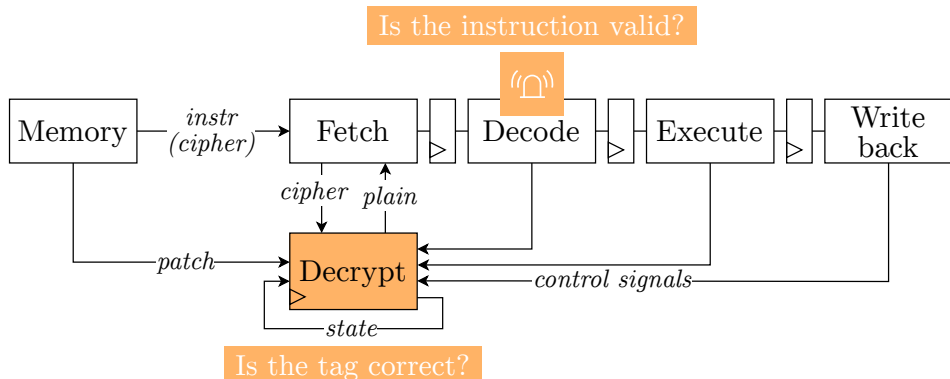 Is the instruction valid?
instr
(cipher)
Memory
Fetch
Decode
Execute
Write
back
cipher
plain
patch
Decrypt
control signals
state
Is the tag correct?